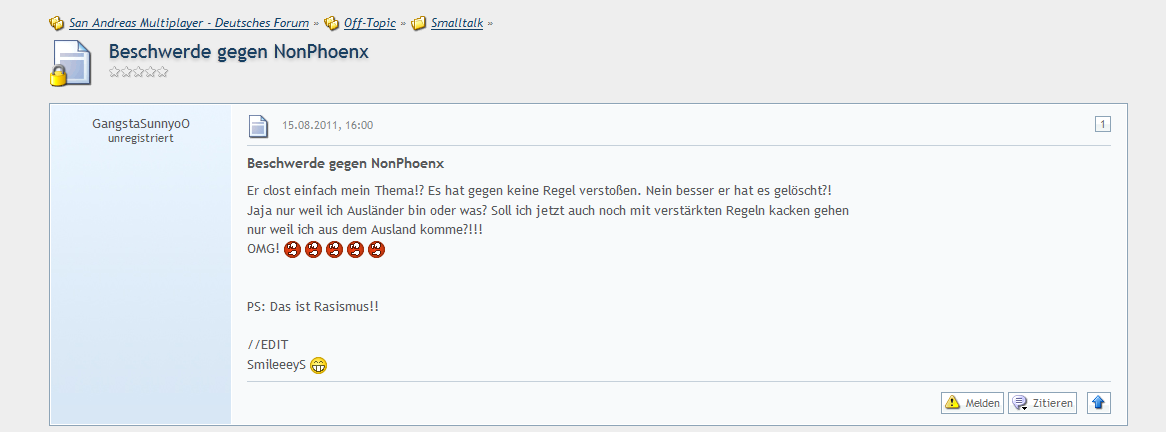 San Andreas Multiplayer - Deutsches Forum » Off-Topic » Smalltalk »
Beschwerde gegen NonPhoenx
GangstaSunnyoO
unregistriert
15.08.2011, 16:00
1
Beschwerde gegen NonPhoenx
Er clost einfach mein Thema!? Es hat gegen keine Regel verstoßen. Nein besser er hat es gelöscht?!
Jaja nur weil ich Ausländer bin oder was? Soll ich jetzt auch noch mit verstärkten Regeln kacken gehen
nur weil ich aus dem Ausland komme?!!!
OMG!
PS: Das ist Rasismus!!
//EDIT
SmileeeyS
Melden Zitieren